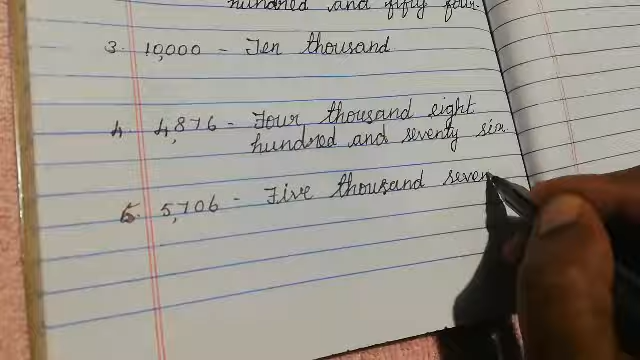 hundred and fifty four.
3. 10,000 - Ten thousand
4. 4,876 - Four thousand eight
hundred and seventy six.
5. 5,706 - Five thousand seven